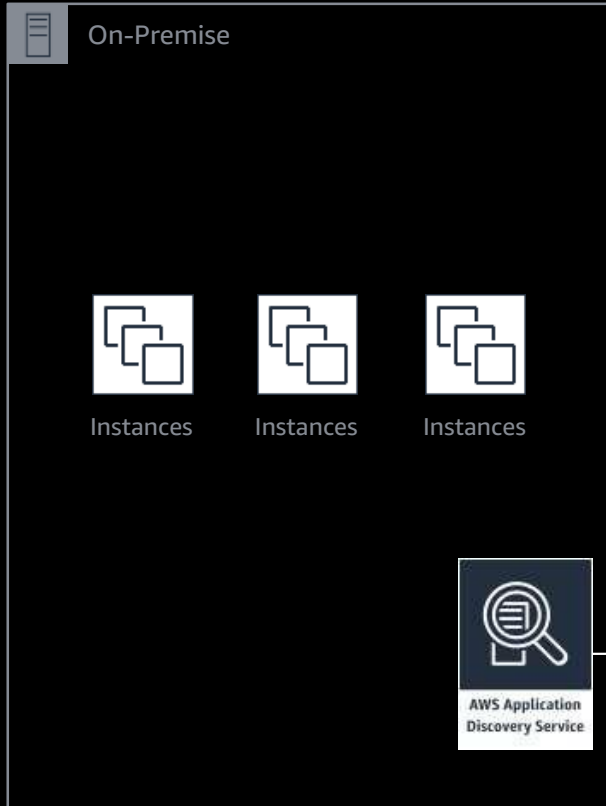 On-Premise
Instances
Instances
Instances
AWS Application
Discovery Service